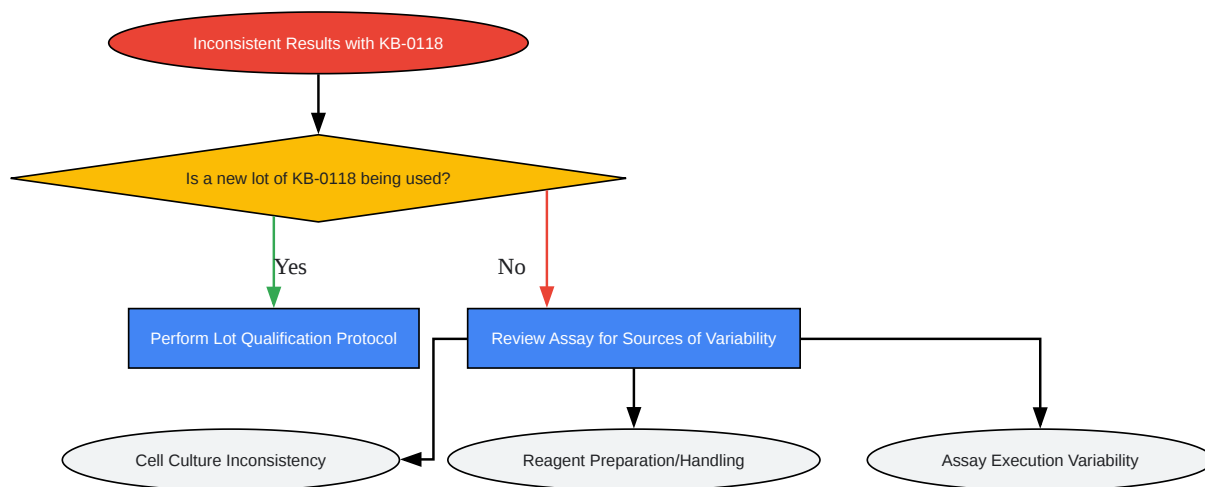 Inconsistent Results with KB-0118
Is a new lot of KB-0118 being used?
Yes
No
Perform Lot Qualification Protocol
Review Assay for Sources of Variability
Cell Culture Inconsistency
Reagent Preparation/Handling
Assay Execution Variability